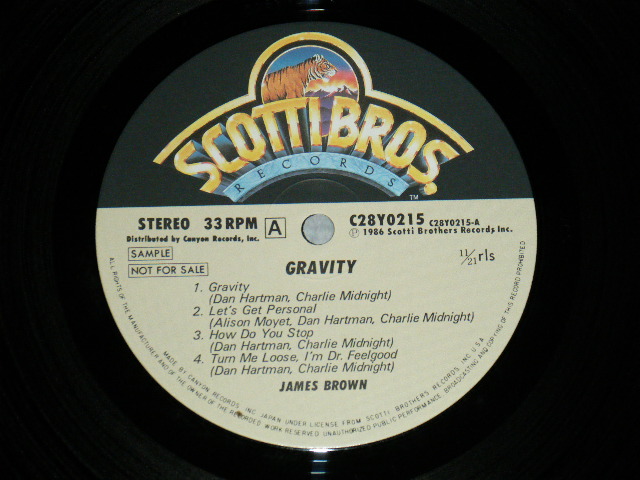 SCOTTI BROS.
RECORDS
TM
STEREO 33 RPM A C28Y0215 C28Y0215-A
Distributed by Canyon Records, Inc. Ⓟ 1986 Scotti Brothers Records Inc.
SAMPLE
NOT FOR SALE
GRAVITY
11/21 rls
1. Gravity
(Dan Hartman, Charlie Midnight)
2. Let's Get Personal
(Alison Moyet, Dan Hartman, Charlie Midnight)
3. How Do You Stop
(Dan Hartman, Charlie Midnight)
4. Turn Me Loose, I'm Dr. Feelgood
(Dan Hartman, Charlie Midnight)
JAMES BROWN
MADE BY CANYON RECORDS, INC. JAPAN UNDER LICENSE FROM SCOTTI BROTHERS RECORDS, INC. U.S.A.
ALL RIGHTS OF THE MANUFACTURER AND OF THE OWNER OF THE RECORDED WORK RESERVED. UNAUTHORIZED PUBLIC PERFORMANCE, BROADCASTING AND COPYING OF THIS RECORD PROHIBITED